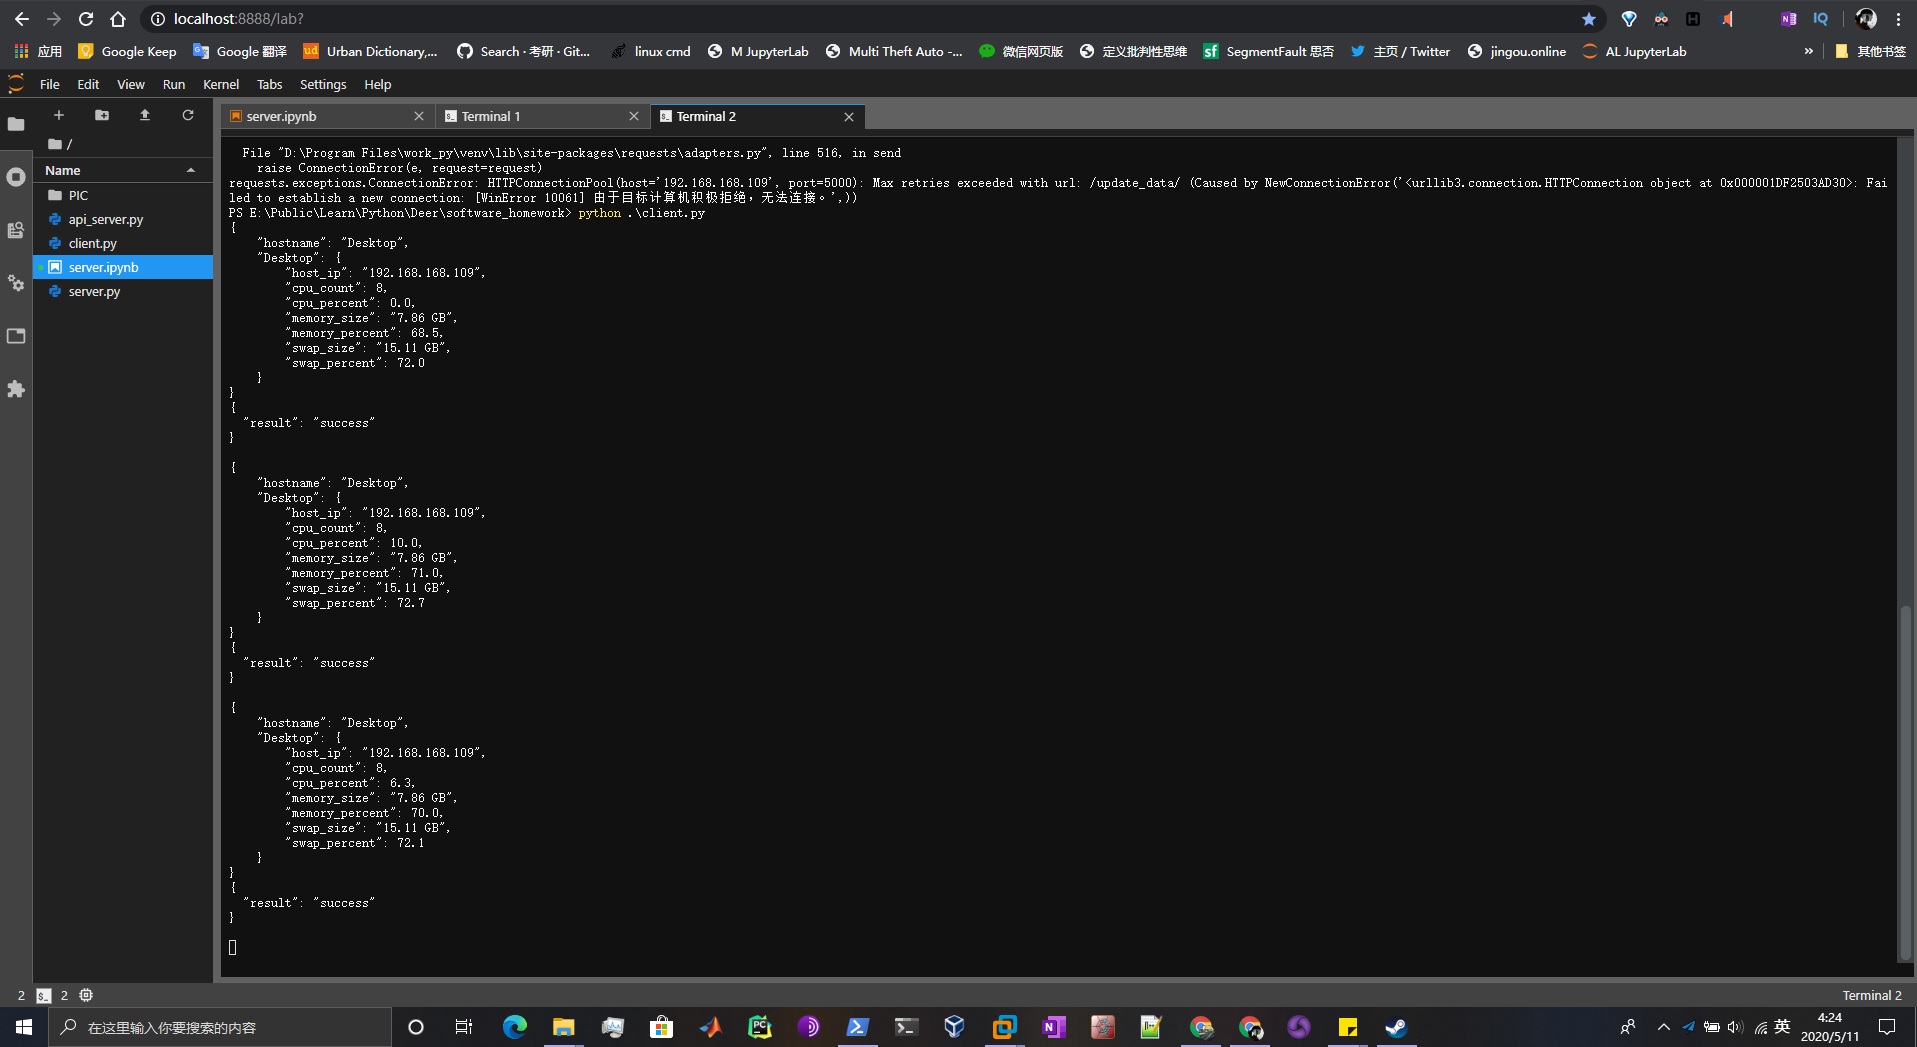 localhost:8888/lab?
应用 Google Keep Google 翻译 Urban Dictionary,... Search · 考研 · Git... linux cmd M JupyterLab Multi Theft Auto -... 微信网页版 定义批判性思维 SegmentFault 思否 主页 / Twitter jingou.online AL JupyterLab » 其他书签
File Edit View Run Kernel Tabs Settings Help
server.ipynb Terminal 1 Terminal 2
/
Name
PIC
api_server.py
client.py
server.ipynb
server.py
File "D:\Program Files\work_py\venv\lib\site-packages\requests\adapters.py", line 516, in send
raise ConnectionError(e, request=request)
requests.exceptions.ConnectionError: HTTPConnectionPool(host='192.168.168.109', port=5000): Max retries exceeded with url: /update_data/ (Caused by NewConnectionError('<urllib3.connection.HTTPConnection object at 0x000001DF2503AD30>: Fai
led to establish a new connection: [WinError 10061] 由于目标计算机积极拒绝，无法连接。',))
PS E:\Public\Learn\Python\Deer\software_homework> python .\client.py
{
"hostname": "Desktop",
"Desktop": {
"host_ip": "192.168.168.109",
"cpu_count": 8,
"cpu_percent": 0.0,
"memory_size": "7.86 GB",
"memory_percent": 68.5,
"swap_size": "15.11 GB",
"swap_percent": 72.0
}
}
{
"result": "success"
}
{
"hostname": "Desktop",
"Desktop": {
"host_ip": "192.168.168.109",
"cpu_count": 8,
"cpu_percent": 10.0,
"memory_size": "7.86 GB",
"memory_percent": 71.0,
"swap_size": "15.11 GB",
"swap_percent": 72.7
}
}
{
"result": "success"
}
{
"hostname": "Desktop",
"Desktop": {
"host_ip": "192.168.168.109",
"cpu_count": 8,
"cpu_percent": 6.3,
"memory_size": "7.86 GB",
"memory_percent": 70.0,
"swap_size": "15.11 GB",
"swap_percent": 72.1
}
}
{
"result": "success"
}
2 2 Terminal 2
在这里输入你要搜索的内容
英
4:24
2020/5/11